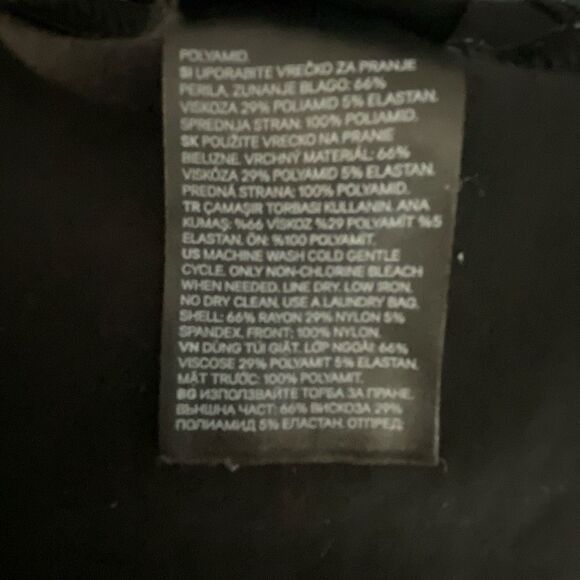 POLYAMID.
SI UPORABITE VREČKO ZA PRANJE
PERILA. ZUNANJE BLAGO: 66%
VISKOZA 29% POLIAMID 5% ELASTAN.
SPREDNJA STRAN: 100% POLIAMID.
SK POUŽITE VRECKO NA PRANIE
BIELIZNE. VRCHNÝ MATERIÁL: 66%
VISKÓZA 29% POLYAMID 5% ELASTAN.
PREDNÁ STRANA: 100% POLYAMID.
TR ÇAMAŞIR TORBASI KULLANIN. ANA
KUMAŞ: %66 VİSKOZ %29 POLYAMİT %5
ELASTAN. ÖN: %100 POLYAMİT.
US MACHINE WASH COLD GENTLE
CYCLE. ONLY NON-CHLORINE BLEACH
WHEN NEEDED. LINE DRY. LOW IRON.
NO DRY CLEAN. USE A LAUNDRY BAG.
SHELL: 66% RAYON 29% NYLON 5%
SPANDEX. FRONT: 100% NYLON.
VN DÙNG TÚI GIẶT. LỚP NGOÀI: 66%
VISCOSE 29% POLYAMIT 5% ELASTAN.
MẶT TRƯỚC: 100% POLYAMIT.
BG ИЗПОЛЗВАЙТЕ ТОРБА ЗА ПРАНЕ.
ВЪНШНА ЧАСТ: 66% ВИСКОЗА 29%
ПОЛИАМИД 5% ЕЛАСТАН. ОТПРЕД: